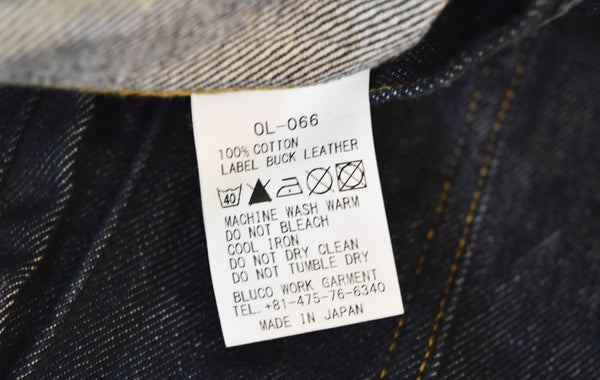 OL-066
100% COTTON
LABEL BUCK LEATHER
40
MACHINE WASH WARM
DO NOT BLEACH
COOL IRON
DO NOT DRY CLEAN
DO NOT TUMBLE DRY
BLUCO WORK GARMENT
TEL. +81-475-76-6340
MADE IN JAPAN